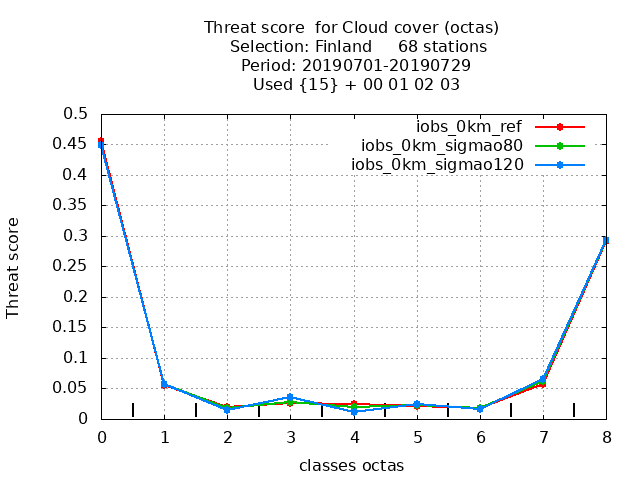 Threat score  for Cloud cover (octas)
Selection: Finland     68 stations
Period: 20190701-20190729
Used {15} + 00 01 02 03
iobs_0km_ref
iobs_0km_sigmao80
iobs_0km_sigmao120
Threat score
0.5
0.45
0.4
0.35
0.3
0.25
0.2
0.15
0.1
0.05
0
0 1 2 3 4 5 6 7 8
classes octas